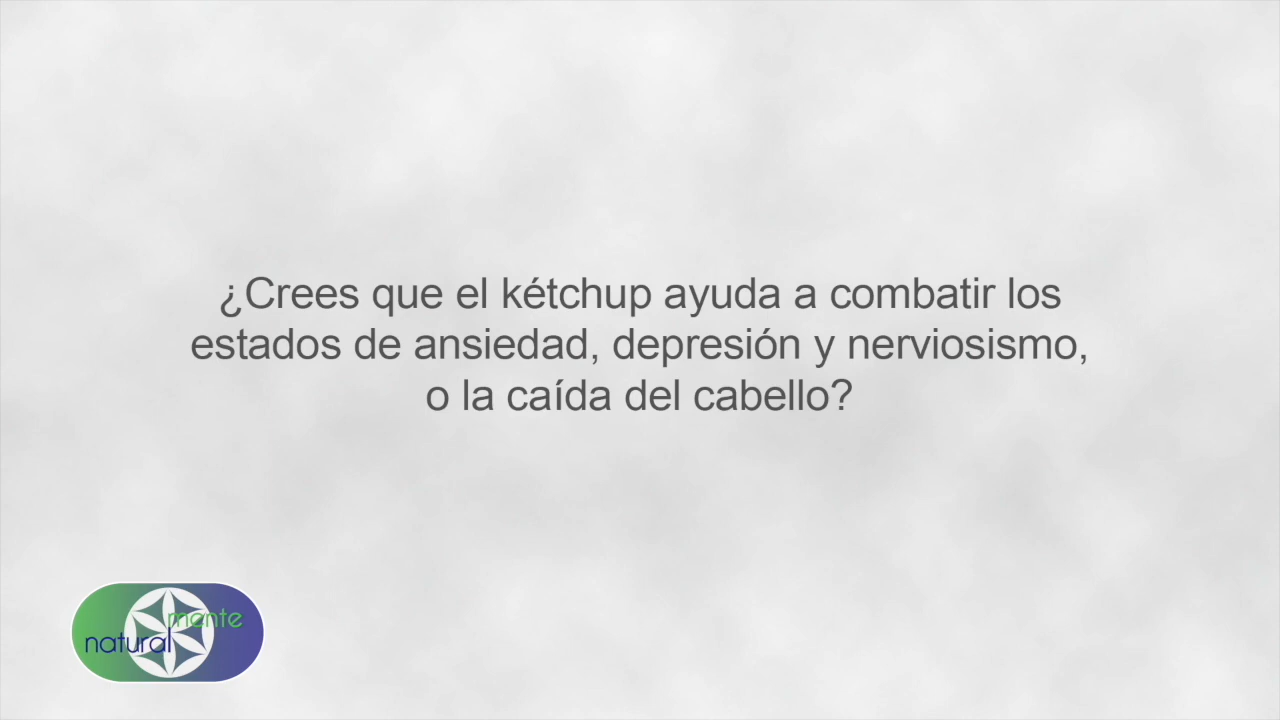 ¿Crees que el kétchup ayuda a combatir los
estados de ansiedad, depresión y nerviosismo,
o la caída del cabello?
natural
mente